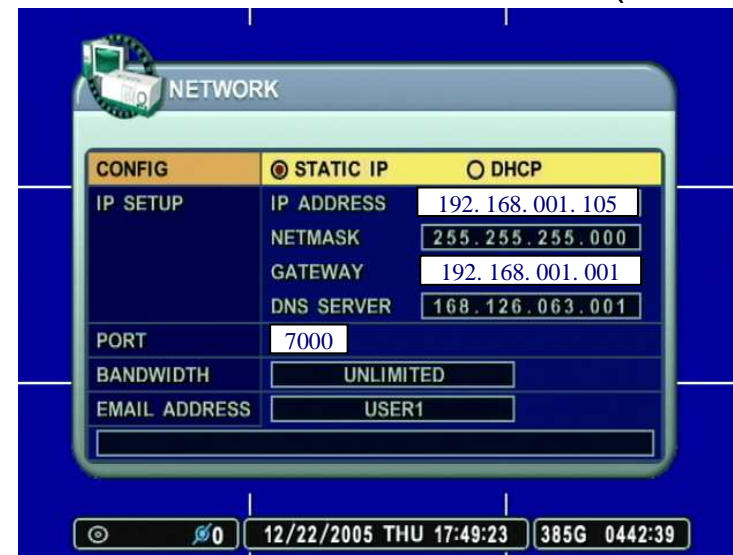 NETWORK
CONFIG STATIC IP DHCP
IP SETUP IP ADDRESS 192. 168. 001. 105
NETMASK 255.255.255.000
GATEWAY 192. 168. 001. 001
DNS SERVER 168.126.063.001
PORT 7000
BANDWIDTH UNLIMITED
EMAIL ADDRESS USER1
0 12/22/2005 THU 17:49:23 385G 0442:39